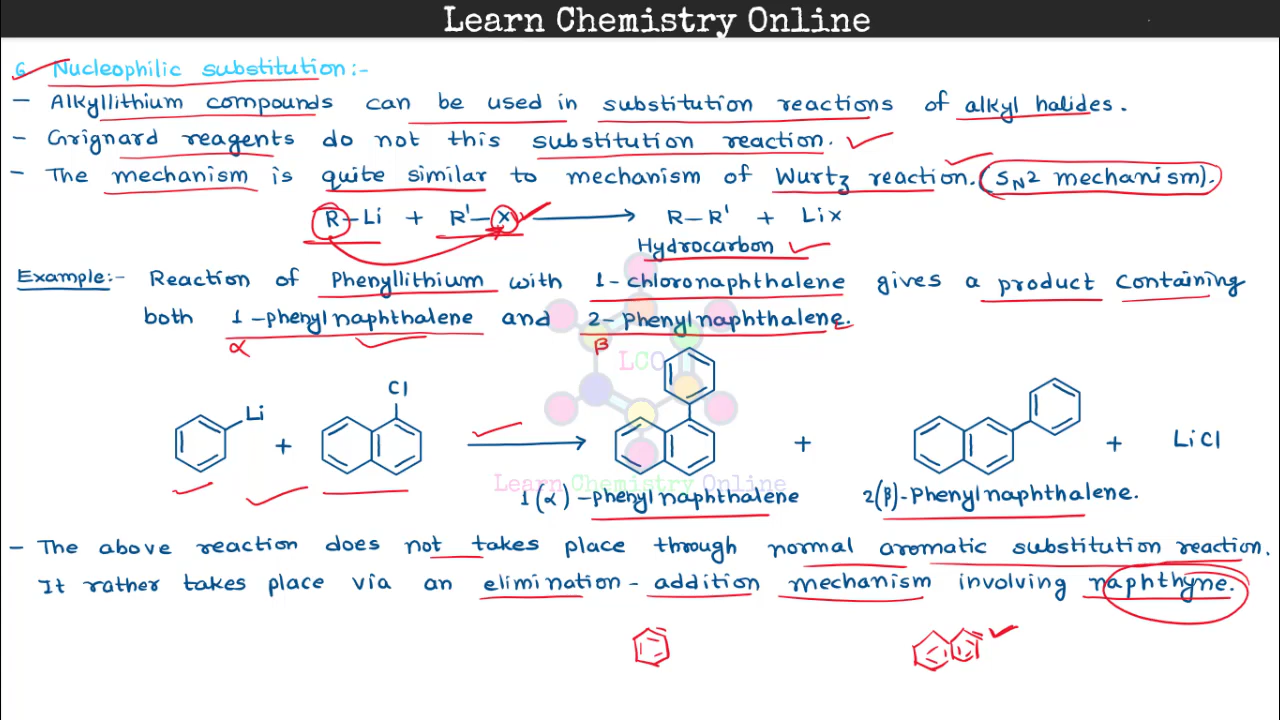 Learn Chemistry Online
6 Nucleophilic substitution:-
- Alkyllithium compounds can be used in substitution reactions of alkyl halides.
- Grignard reagents do not this substitution reaction.
- The mechanism is quite similar to mechanism of Wurtz reaction. (SN2 mechanism).
R-Li + R'-X → R-R' + Lix
Hydrocarbon
Example:- Reaction of Phenyllithium with 1-chloronaphthalene gives a product containing
both 1-phenylnaphthalene and 2-Phenylnaphthalene.
α β
LCO
Cl
Li
+ → + + LiCl
Learn Chemistry Online
1(α)-phenylnaphthalene 2(β)-Phenylnaphthalene.
- The above reaction does not takes place through normal aromatic substitution reaction.
It rather takes place via an elimination-addition mechanism involving naphthyne.